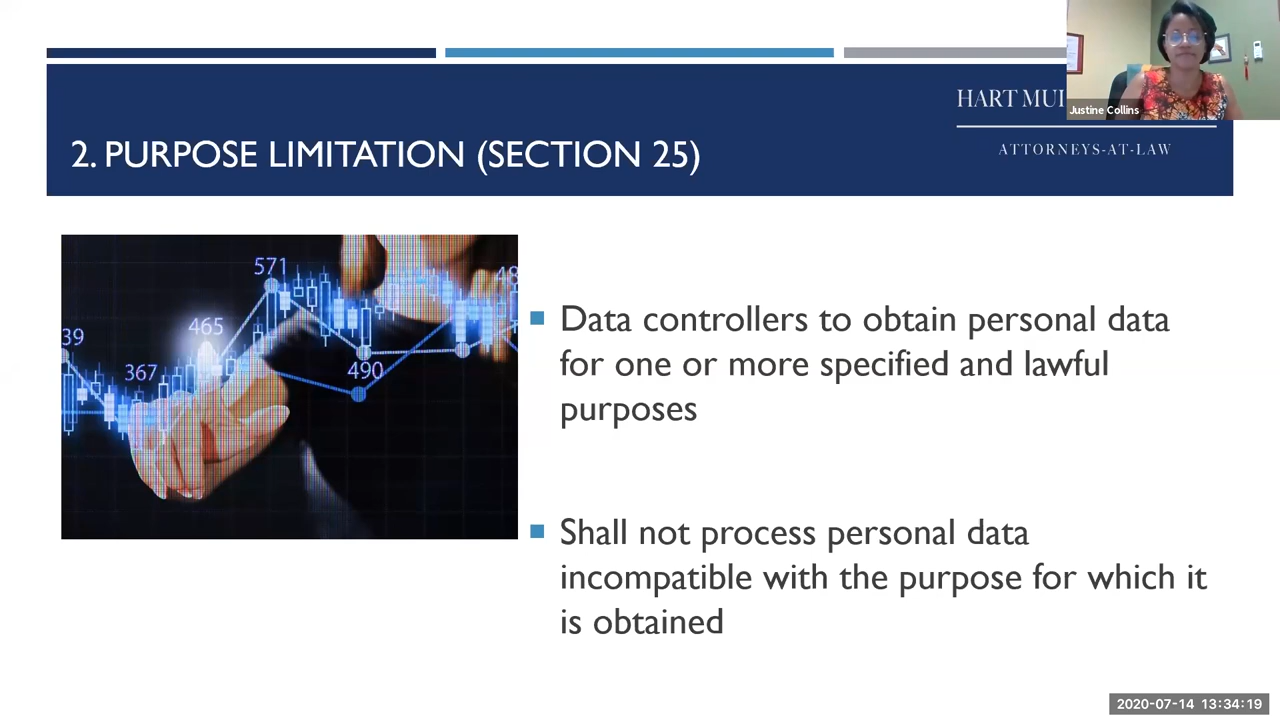 HART MUI
Justine Collins
ATTORNEYS-AT-LAW
2. PURPOSE LIMITATION (SECTION 25)
571
465
39
367
490
Data controllers to obtain personal data
for one or more specified and lawful
purposes
Shall not process personal data
incompatible with the purpose for which it
is obtained
2020-07-14 13:34:19